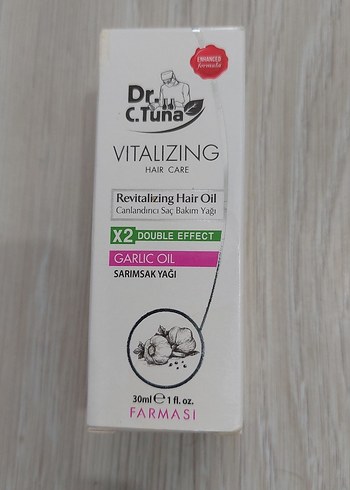 ENHANCED
formula
Dr.
C.Tuna
VITALIZING
HAIR CARE
Revitalizing Hair Oil
Canlandırıcı Saç Bakım Yağı
X2 DOUBLE EFFECT
GARLIC OIL
SARIMSAK YAĞI
30ml e 1 fl. oz.
FARMASI